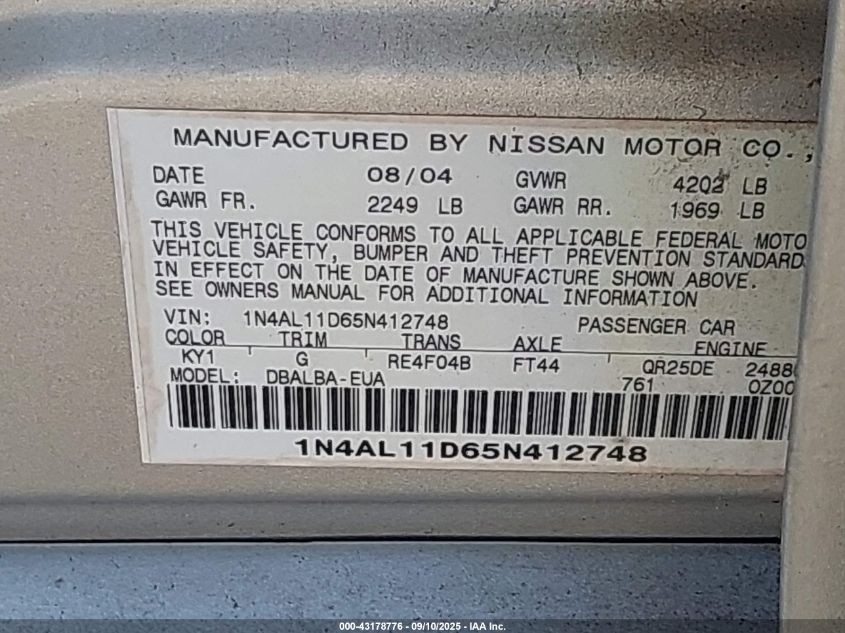 MANUFACTURED BY NISSAN MOTOR CO.,
DATE 08/04 GVWR 4202 LB
GAWR FR. 2249 LB GAWR RR. 1969 LB
THIS VEHICLE CONFORMS TO ALL APPLICABLE FEDERAL MOTO
VEHICLE SAFETY, BUMPER AND THEFT PREVENTION STANDARDS
IN EFFECT ON THE DATE OF MANUFACTURE SHOWN ABOVE.
SEE OWNERS MANUAL FOR ADDITIONAL INFORMATION
VIN: 1N4AL11D65N412748 PASSENGER CAR
COLOR TRIM TRANS AXLE ENGINE
KY1 G RE4F04B FT44 QR25DE 2488
MODEL: DBALBA-EUA 761 0Z00
1N4AL11D65N412748
000-43178776 - 09/10/2025 - IAA Inc.